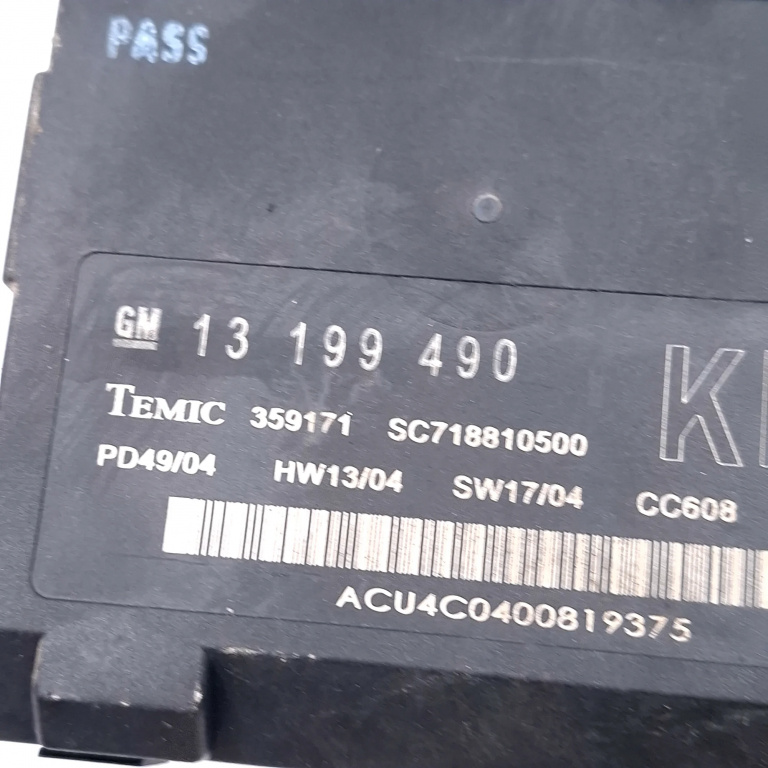 PASS
GM 13 199 490
TEMIC 359171 SC718810500
PD49/04 HW13/04 SW17/04 CC608
ACU4C0400819375